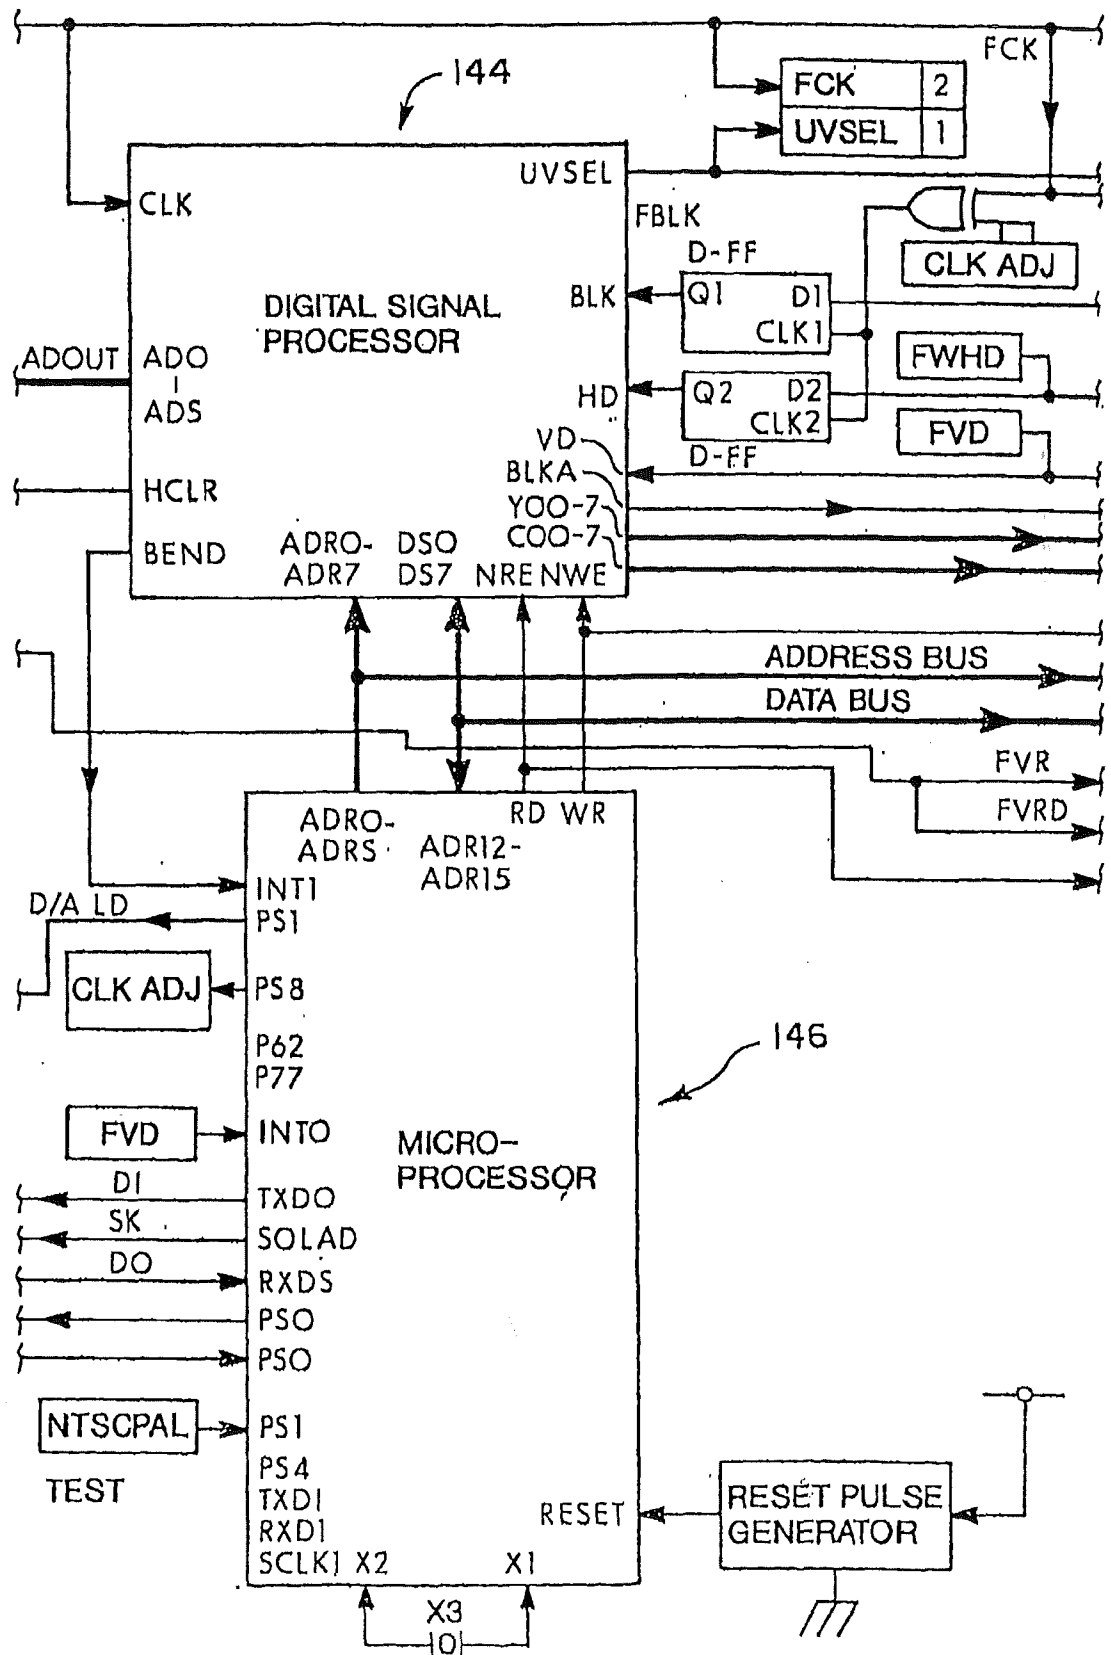 FCK
144
FCK 2
UVSEL 1
UVSEL
CLK
FBLK
D-FF
CLK ADJ
BLK
Q1 D1
CLK1
DIGITAL SIGNAL
PROCESSOR
ADOUT
ADO
ADS
FWHD
HD
Q2 D2
CLK2
FVD
VD
D-FF
BLKA
HCLR
YOO-7
COO-7
BEND
ADRO- DSO
ADR7 DS7 NRE NWE
ADDRESS BUS
DATA BUS
FVR
FVRD
RD WR
ADRO-
ADRS
ADR12-
ADR15
INT1
D/A LD
PS1
CLK ADJ
PS8
146
P62
P77
FVD
INTO
MICRO-
PROCESSOR
DI
TXDO
SK
SOLAD
DO
RXDS
PSO
PSO
NTSCPAL
PS1
TEST
PS4
TXD1
RXD1
SCLK1 X2 X1
RESET
RESET PULSE
GENERATOR
X3